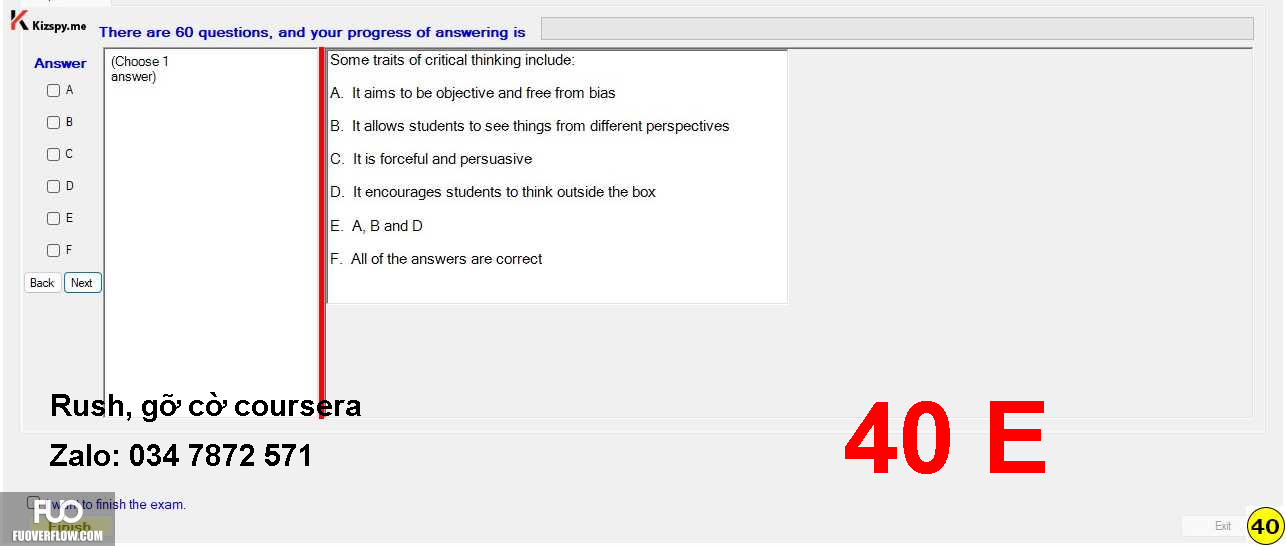 Kizspy.me
There are 60 questions, and your progress of answering is
Answer
A
B
C
D
E
F
Back Next
(Choose 1
answer)
Some traits of critical thinking include:
A. It aims to be objective and free from bias
B. It allows students to see things from different perspectives
C. It is forceful and persuasive
D. It encourages students to think outside the box
E. A, B and D
F. All of the answers are correct
Rush, gỡ cờ coursera
Zalo: 034 7872 571
40 E
I want to finish the exam.
Finish
FUO
FUOVERFLOW.COM
Exit
40